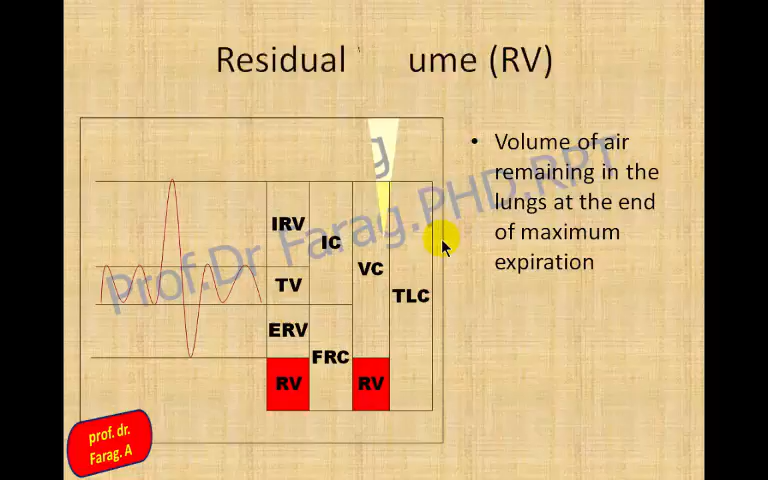 Residual ume (RV)
• Volume of air
remaining in the
lungs at the end
of maximum
expiration
IRV
IC
TV
VC
TLC
ERV
FRC
RV
RV
Prof.Dr Farag.PHD.RPT
prof. dr.
Farag. A